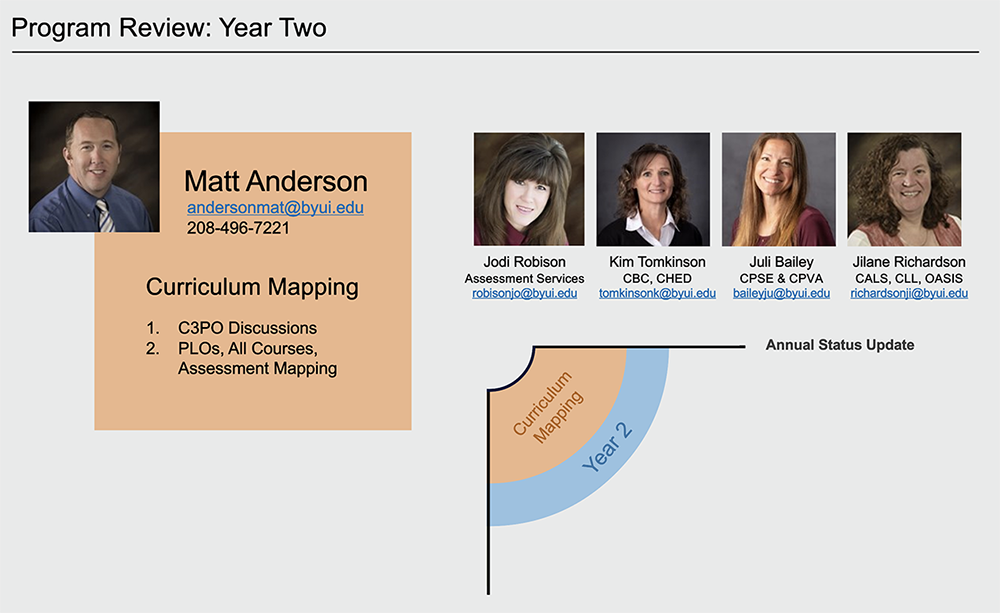 Program Review: Year Two
Matt Anderson
andersonmat@byui.edu
208-496-7221
Curriculum Mapping
1. C3PO Discussions
2. PLOs, All Courses,
Assessment Mapping
Jodi Robison
Assessment Services
robisonjo@byui.edu
Kim Tomkinson
CBC, CHED
tomkinsonk@byui.edu
Juli Bailey
CPSE & CPVA
baileyju@byui.edu
Jilane Richardson
CALS, CLL, OASIS
richardsonji@byui.edu
Annual Status Update
Curriculum
Mapping
Year 2